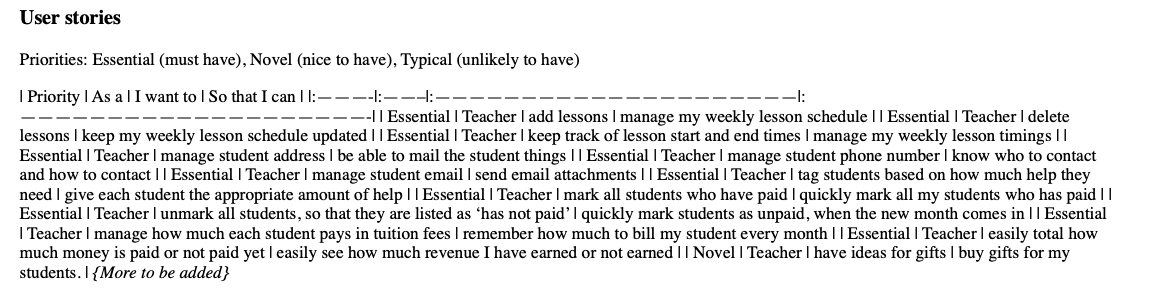 User stories
Priorities: Essential (must have), Novel (nice to have), Typical (unlikely to have)
| Priority | As a | I want to | So that I can | |:————-|:———–|:—————————————————————|:
————————————————————-| | Essential | Teacher | add lessons | manage my weekly lesson schedule | | Essential | Teacher | delete
lessons | keep my weekly lesson schedule updated | | Essential | Teacher | keep track of lesson start and end times | manage my weekly lesson timings | |
Essential | Teacher | manage student address | be able to mail the student things | | Essential | Teacher | manage student phone number | know who to contact
and how to contact | | Essential | Teacher | manage student email | send email attachments | | Essential | Teacher | tag students based on how much help they
need | give each student the appropriate amount of help | | Essential | Teacher | mark all students who have paid | quickly mark all my students who has paid | |
Essential | Teacher | unmark all students, so that they are listed as ‘has not paid’ | quickly mark students as unpaid, when the new month comes in | | Essential
| Teacher | manage how much each student pays in tuition fees | remember how much to bill my student every month | | Essential | Teacher | easily total how
much money is paid or not paid yet | easily see how much revenue I have earned or not earned | | Novel | Teacher | have ideas for gifts | buy gifts for my
students. | {More to be added}